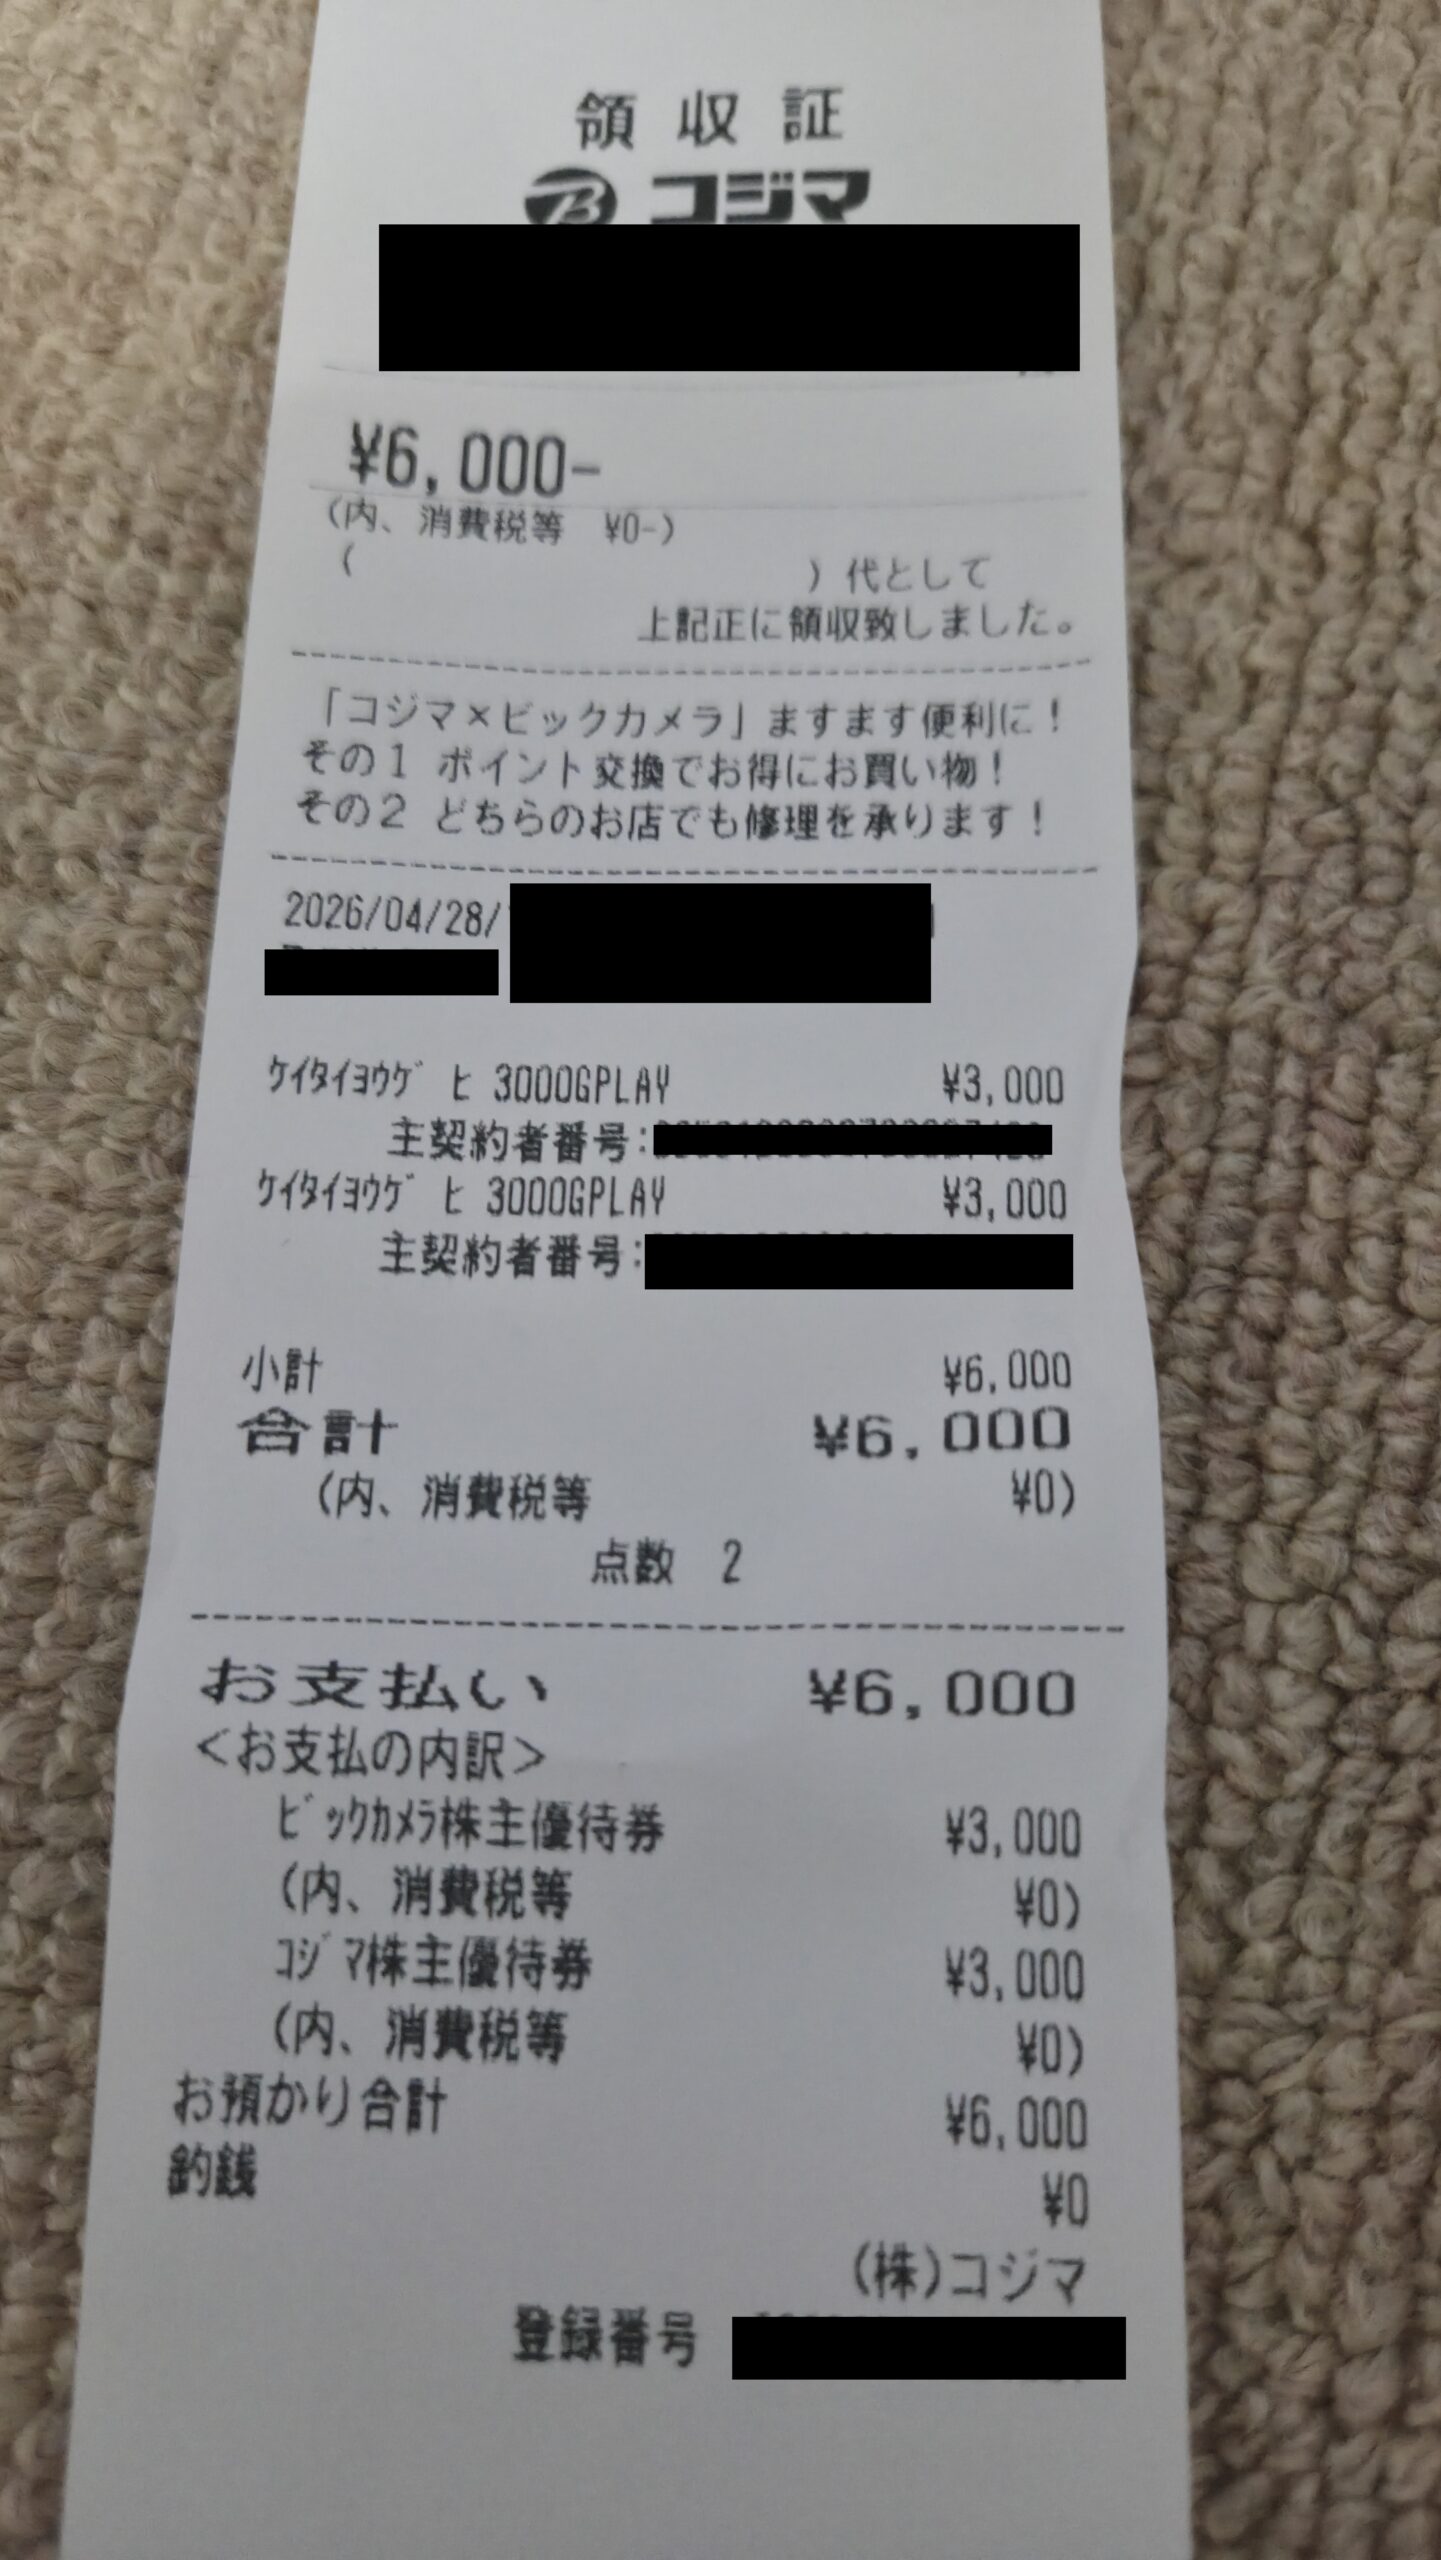 領収証
B コジマ
¥6,000-
(内、消費税等 ¥0-)
( )代として
上記正に領収致しました。
「コジマ×ビックカメラ」ますます便利に!
その1 ポイント交換でお得にお買い物!
その2 どちらのお店でも修理を承ります!
2026/04/28/
ｹｲﾀｲﾖｳｹﾞﾋ 3000GPLAY ¥3,000
主契約者番号:
ｹｲﾀｲﾖｳｹﾞﾋ 3000GPLAY ¥3,000
主契約者番号:
小計 ¥6,000
合計 ¥6,000
(内、消費税等 ¥0)
点数 2
お支払い ¥6,000
<お支払の内訳>
ﾋﾞｯｸｶﾒﾗ株主優待券 ¥3,000
(内、消費税等 ¥0)
ｺｼﾞﾏ株主優待券 ¥3,000
(内、消費税等 ¥0)
お預かり合計 ¥6,000
釣銭 ¥0
(株)コジマ
登録番号